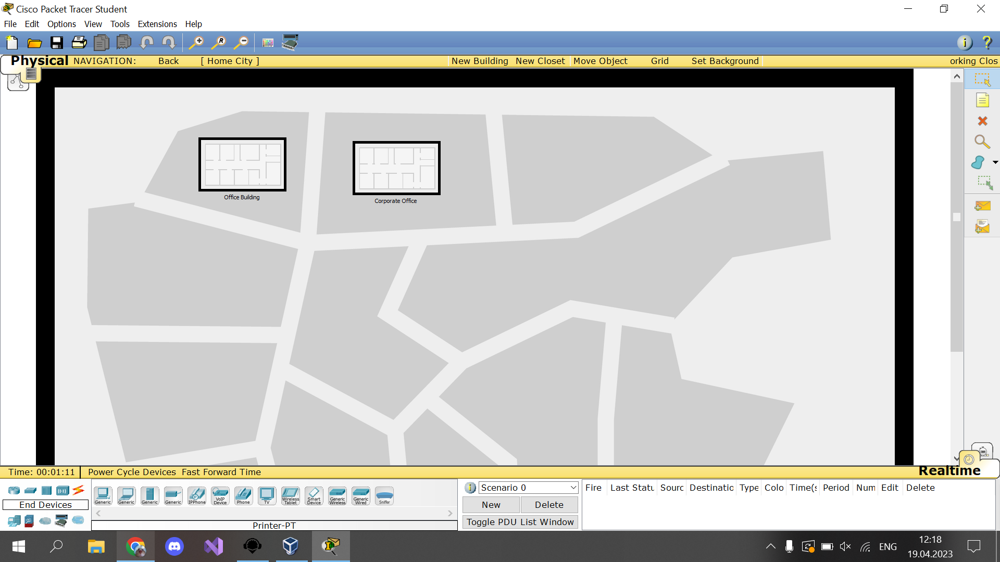 Cisco Packet Tracer Student
File Edit Options View Tools Extensions Help
Physical NAVIGATION: Back [ Home City ] New Building New Closet Move Object Grid Set Background orking Clos
Office Building
Corporate Office
Time: 00:01:11 Power Cycle Devices Fast Forward Time Realtime
End Devices
Generic Generic Generic Generic IPPhone VoIP Device Phone TV Wireless Tablet Smart Device Generic Wireless Generic Wired Sniffer
Printer-PT
Scenario 0
New Delete
Toggle PDU List Window
Fire Last Statu Sourc Destinatio Type Colo Time(s Period Num Edit Delete
ENG
12:18
19.04.2023